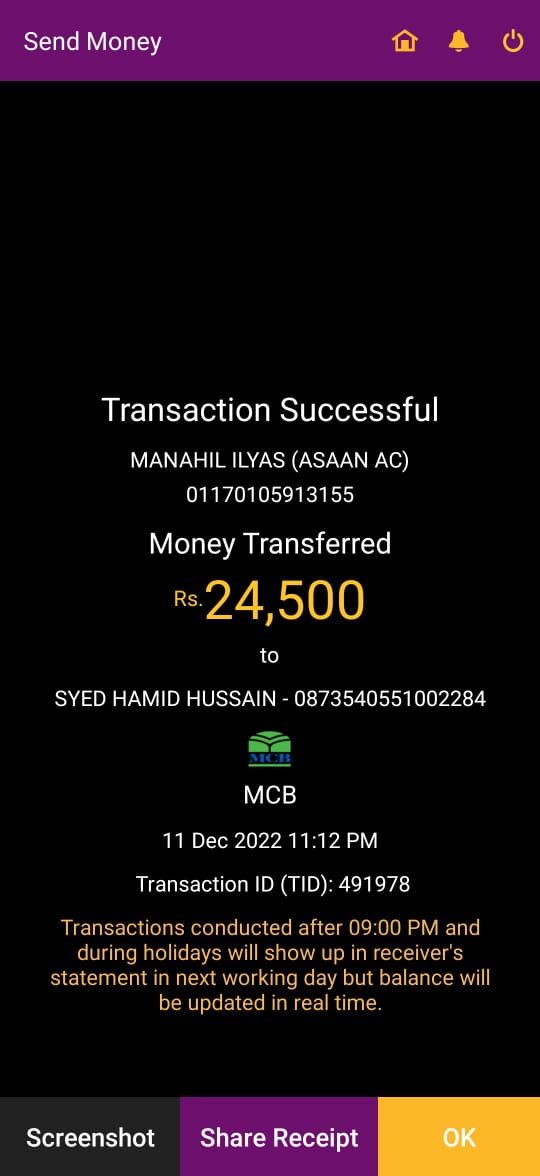 Send Money
Transaction Successful
MANAHIL ILYAS (ASAAN AC)
01170105913155
Money Transferred
Rs.24,500
to
SYED HAMID HUSSAIN - 0873540551002284
MCB
MCB
11 Dec 2022 11:12 PM
Transaction ID (TID): 491978
Transactions conducted after 09:00 PM and
during holidays will show up in receiver's
statement in next working day but balance will
be updated in real time.
Screenshot
Share Receipt
OK